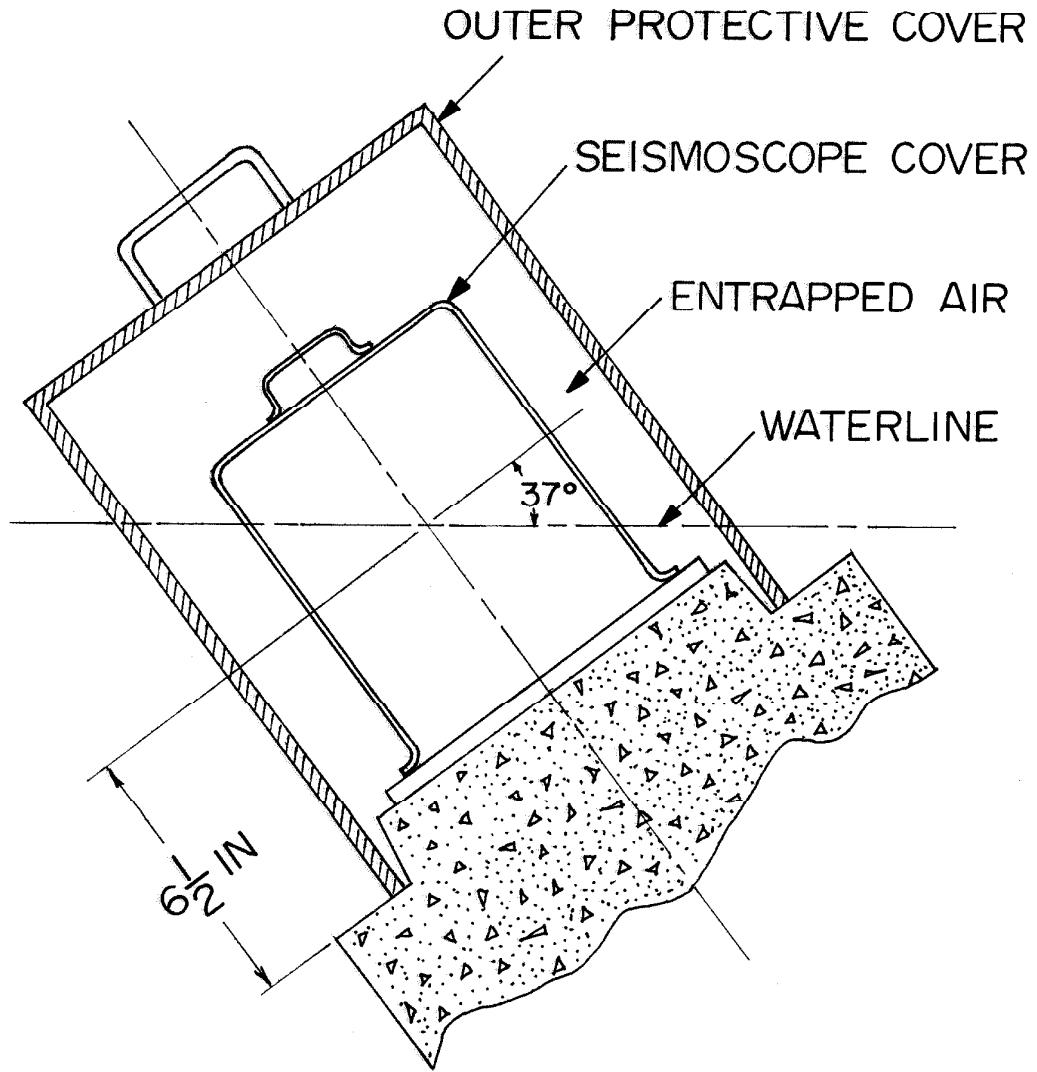 OUTER PROTECTIVE COVER
SEISMOSCOPE COVER
ENTRAPPED AIR
WATERLINE
37°
6 1/2 IN